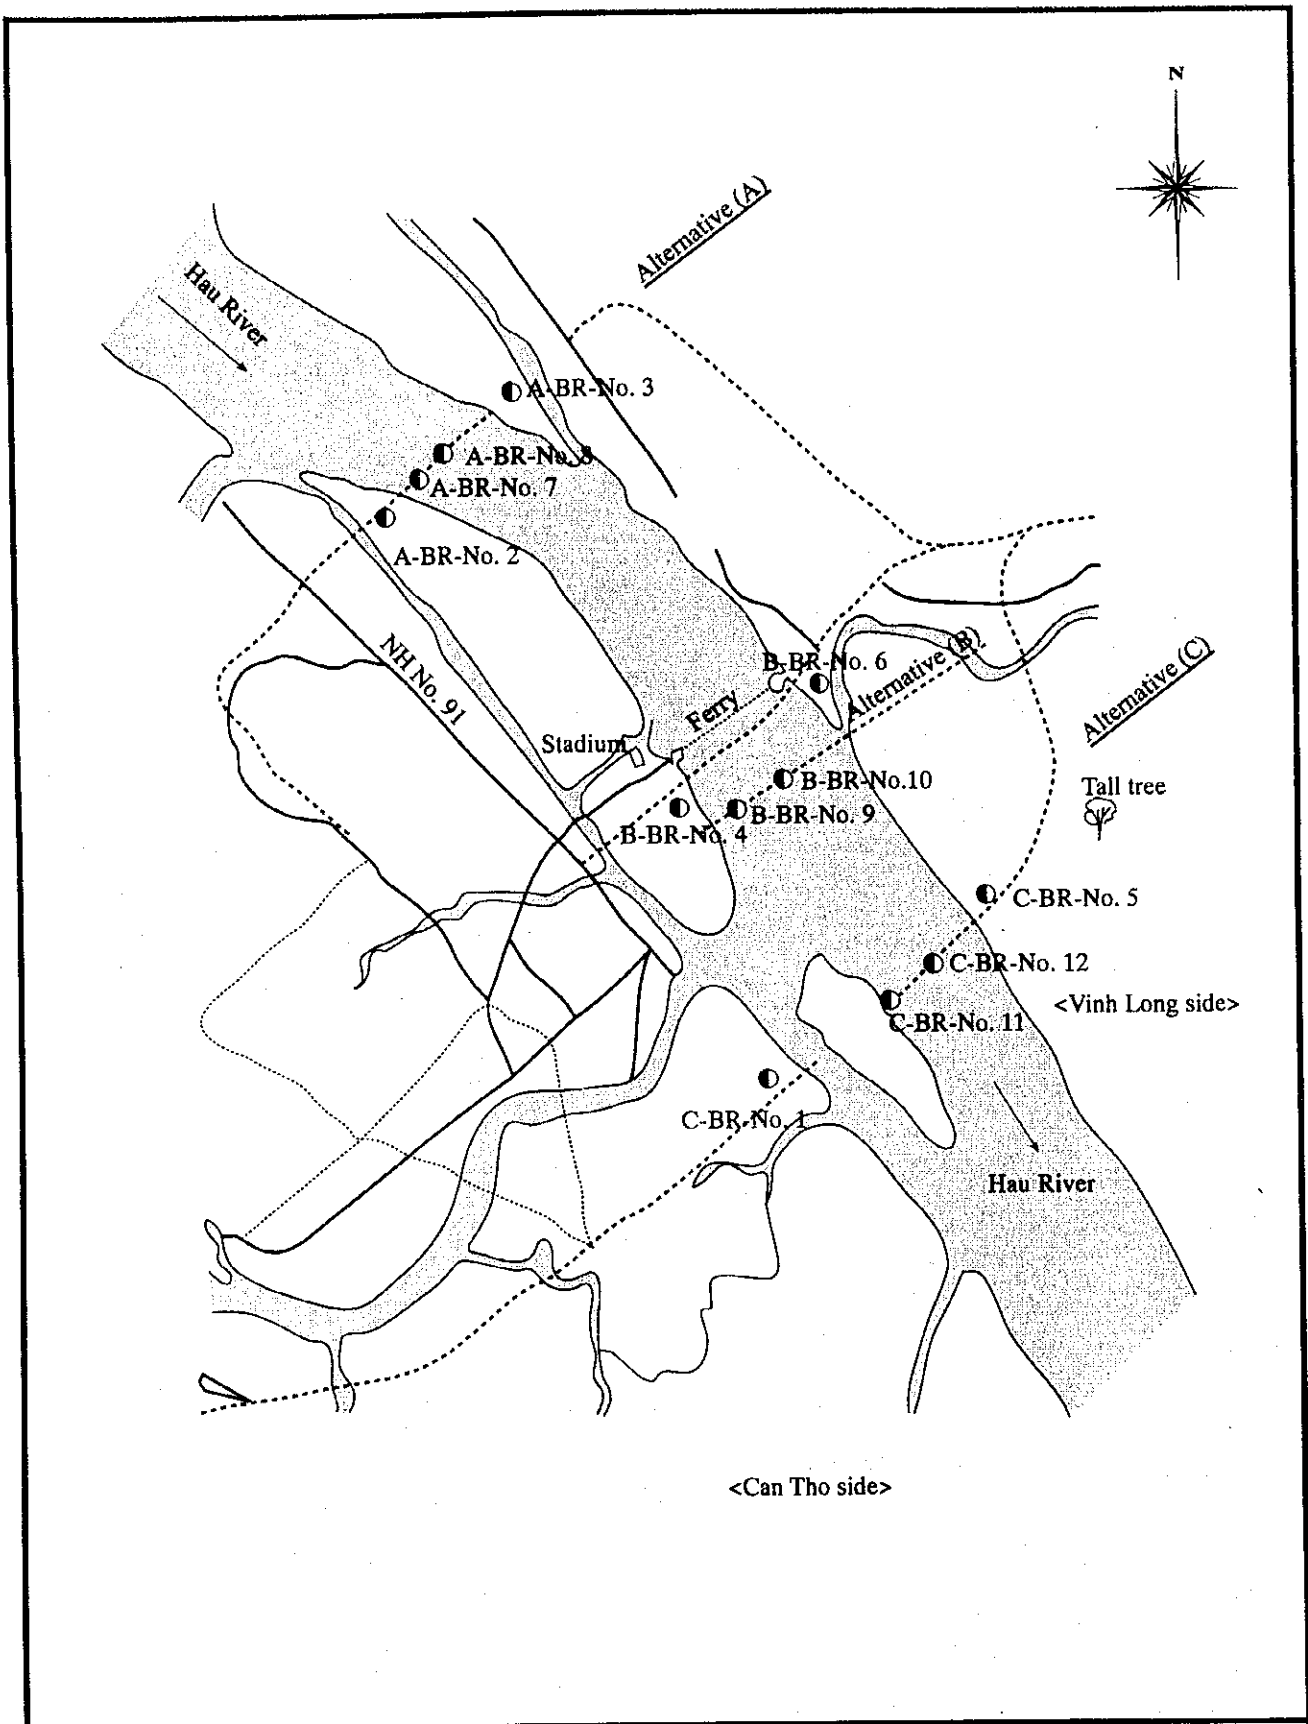 N
Alternative (A)
Hau River
A-BR-No. 3
A-BR-No. 8
A-BR-No. 7
A-BR-No. 2
NH No. 91
B-BR-No. 6
Alternative (B)
Alternative (C)
Ferry
Stadium
B-BR-No.10
Tall tree
B-BR-No. 9
B-BR-No. 4
C-BR-No. 5
C-BR-No. 12
<Vinh Long side>
C-BR-No. 11
C-BR-No. 1
Hau River
<Can Tho side>